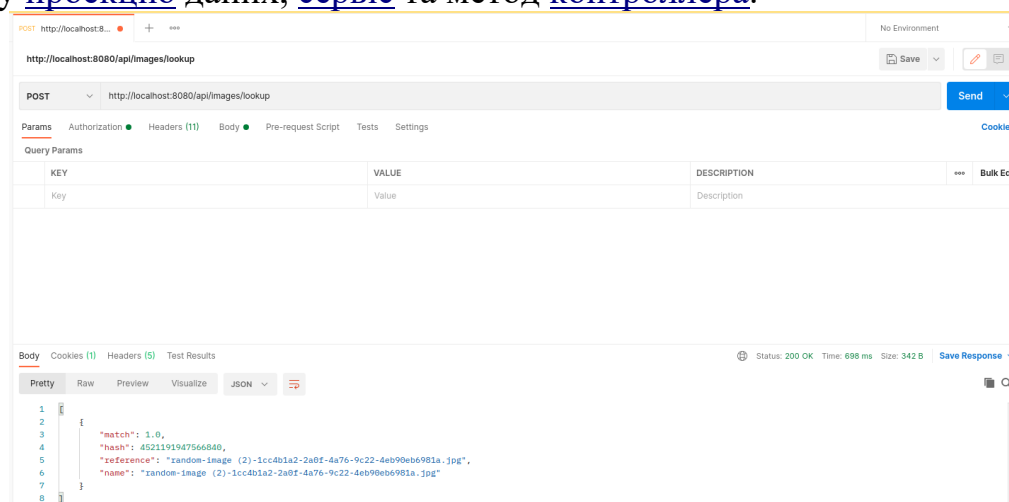 у проекцію даних, сервіс та метод контроллера.
POST http://localhost:8... + ooo No Environment
http://localhost:8080/api/images/lookup Save
POST http://localhost:8080/api/images/lookup Send
Params Authorization Headers (11) Body Pre-request Script Tests Settings Cookie
Query Params
KEY VALUE DESCRIPTION ooo Bulk Ed
Key Value Description
Body Cookies (1) Headers (5) Test Results Status: 200 OK Time: 698 ms Size: 342 B Save Response
Pretty Raw Preview Visualize JSON
1 [
2 {
3 "match": 1.0,
4 "hash": 4521191947566840,
5 "reference": "random-image (2)-1cc4b1a2-2a0f-4a76-9c22-4eb90eb6981a.jpg",
6 "name": "random-image (2)-1cc4b1a2-2a0f-4a76-9c22-4eb90eb6981a.jpg"
7 }
8 ]